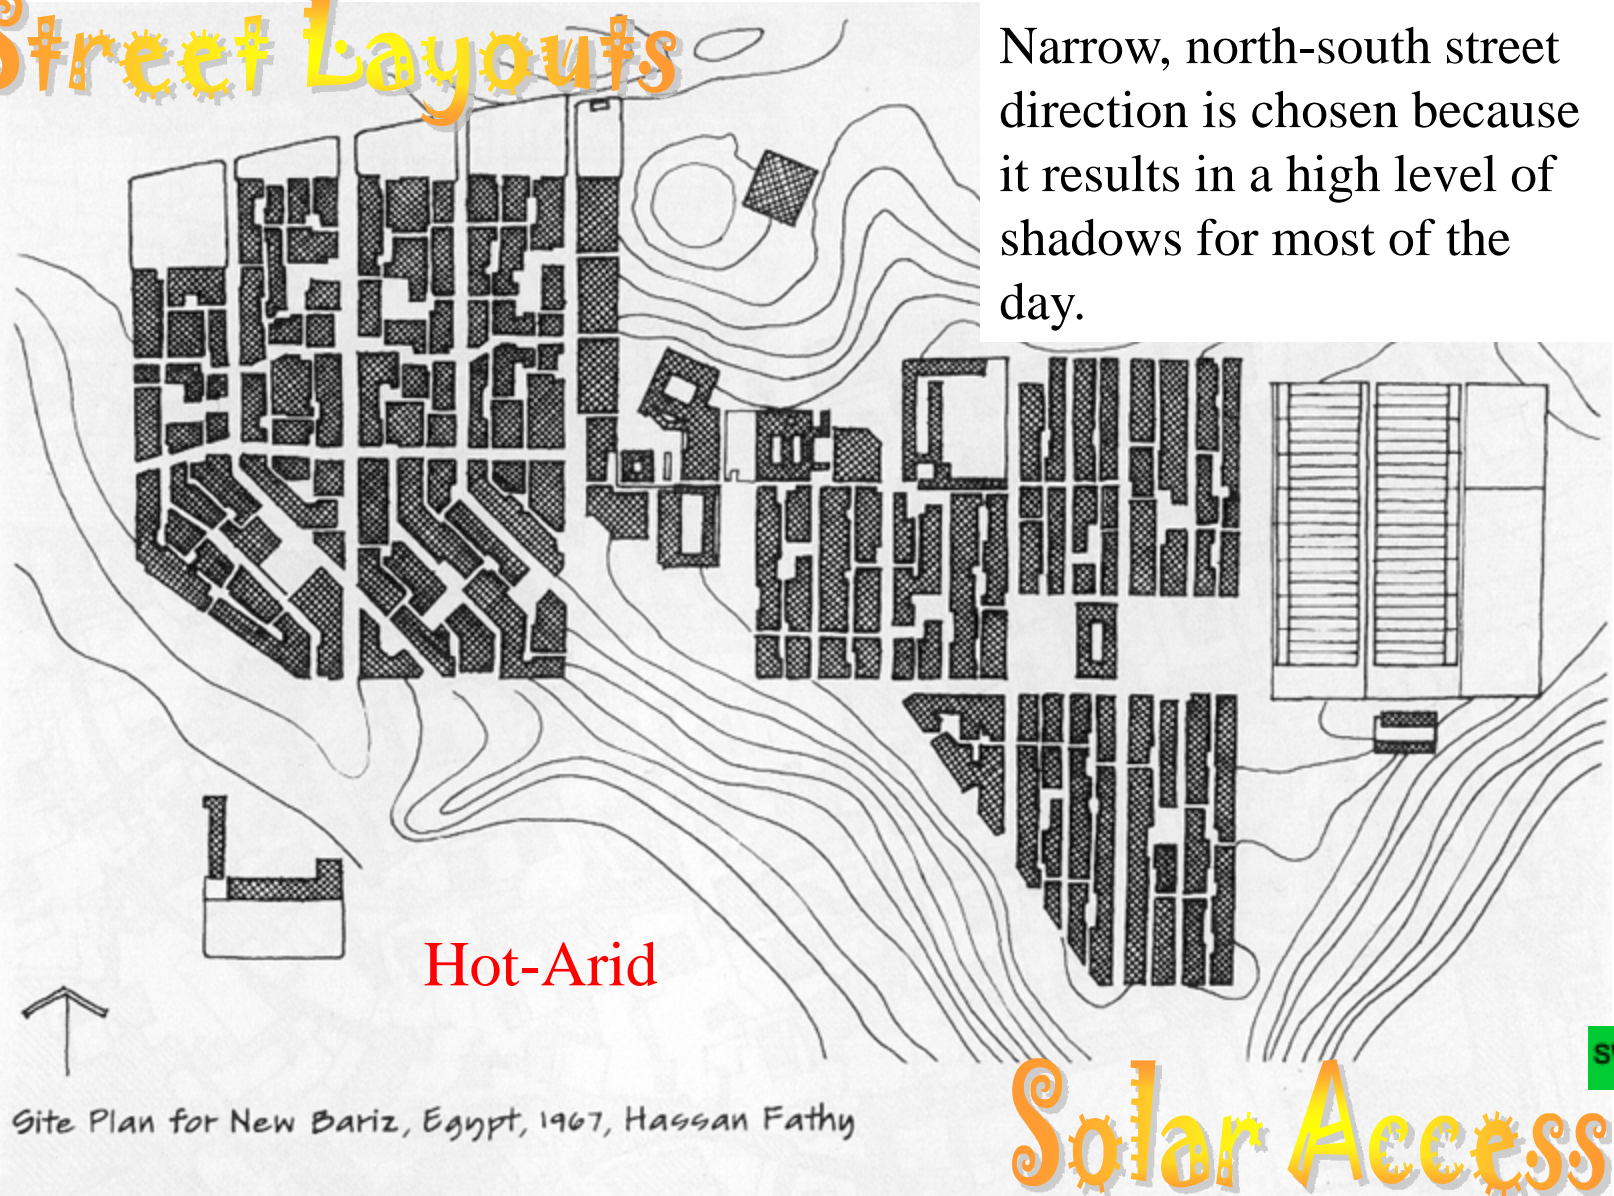 Street Layouts
Narrow, north-south street
direction is chosen because
it results in a high level of
shadows for most of the
day.
Hot-Arid
Site Plan for New Bariz, Egypt, 1967, Hassan Fathy
Solar Access